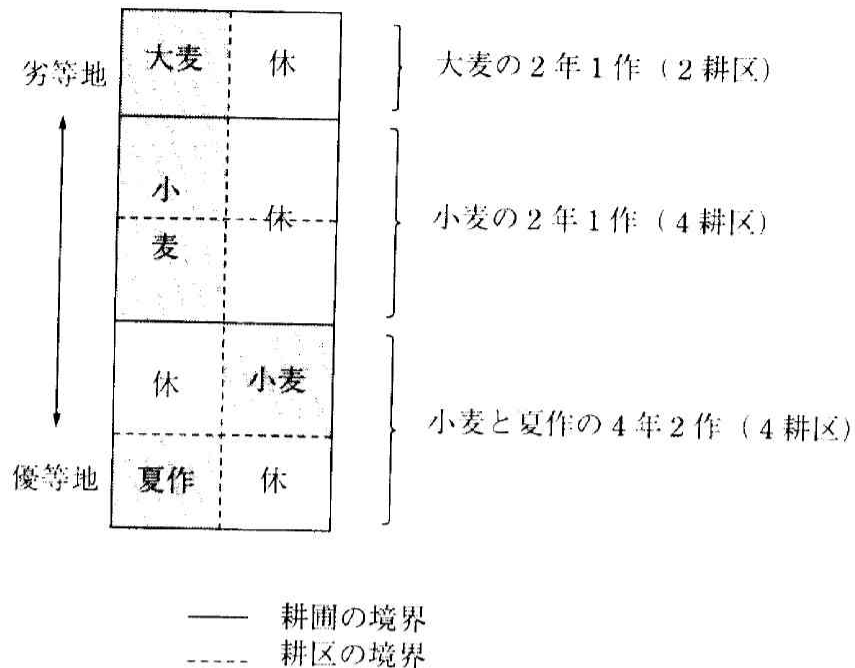 劣等地
大麦
休
大麦の2年1作(2耕区)
小
麦
休
小麦の2年1作(4耕区)
休
小麦
小麦と夏作の4年2作(4耕区)
優等地
夏作
休
耕圃の境界
耕区の境界